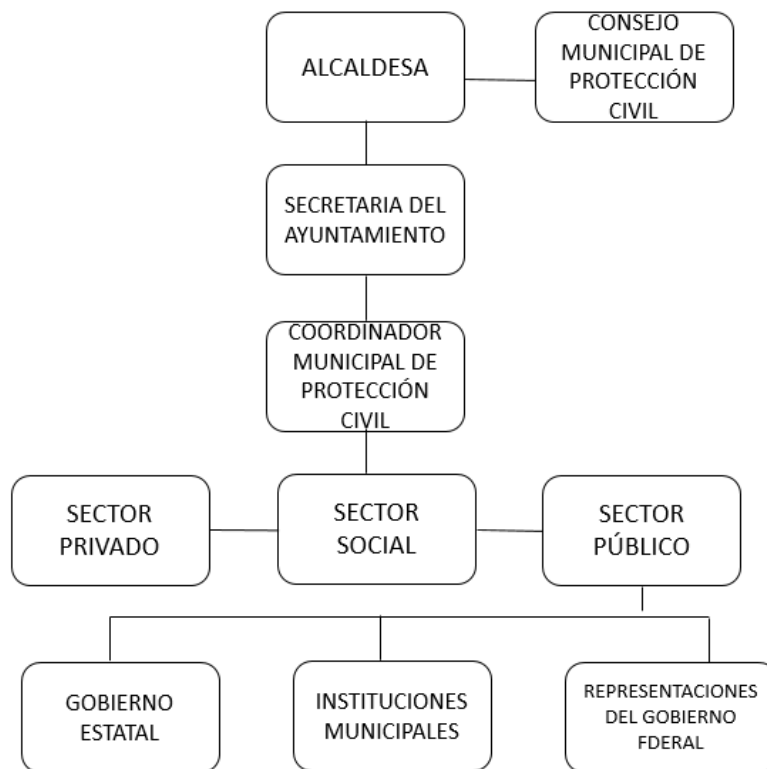 ALCALDESA
CONSEJO
MUNICIPAL DE
PROTECCIÓN
CIVIL
SECRETARIA DEL
AYUNTAMIENTO
COORDINADOR
MUNICIPAL DE
PROTECCIÓN
CIVIL
SECTOR
PRIVADO
SECTOR
SOCIAL
SECTOR
PÚBLICO
GOBIERNO
ESTATAL
INSTITUCIONES
MUNICIPALES
REPRESENTACIONES
DEL GOBIERNO
FDERAL